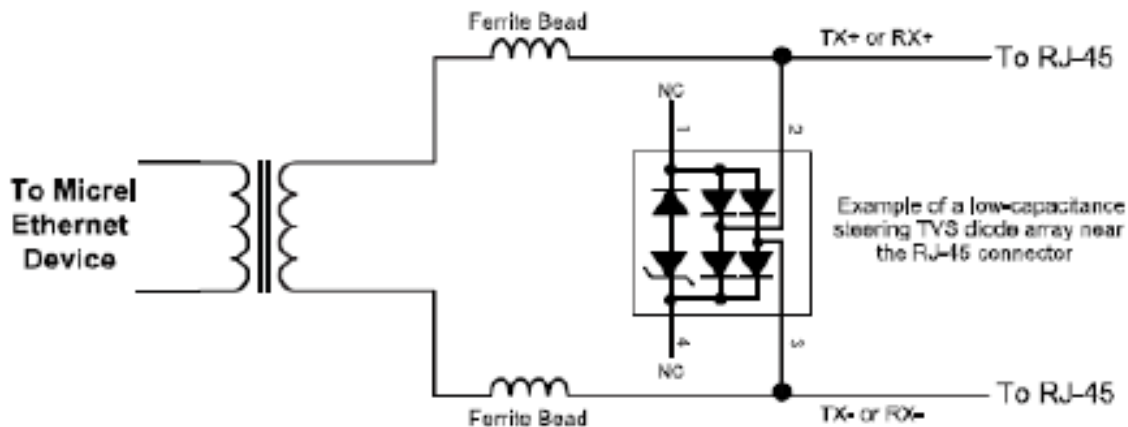 Ferrite Bead
TX+ or RX+
To RJ-45
NC
1
2
To Micrel
Ethernet
Device
Example of a low-capacitance
steering TVS diode array near
the RJ-45 connector
4
3
NC
To RJ-45
Ferrite Bead
TX- or RX-